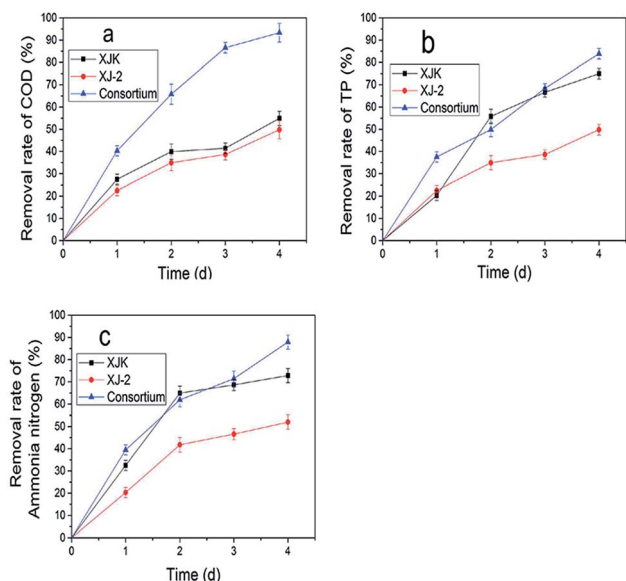 a
XJK
XJ-2
Consortium
Removal rate of COD (%)
100
90
80
70
60
50
40
30
20
10
0
0 1 2 3 4 5
Time (d)
b
XJK
XJ-2
Consortium
Removal rate of TP (%)
100
90
80
70
60
50
40
30
20
10
0
0 1 2 3 4 5
Time (d)
c
XJK
XJ-2
Consortium
Removal rate of
Ammonia nitrogen (%)
100
90
80
70
60
50
40
30
20
10
0
0 1 2 3 4 5
Time (d)